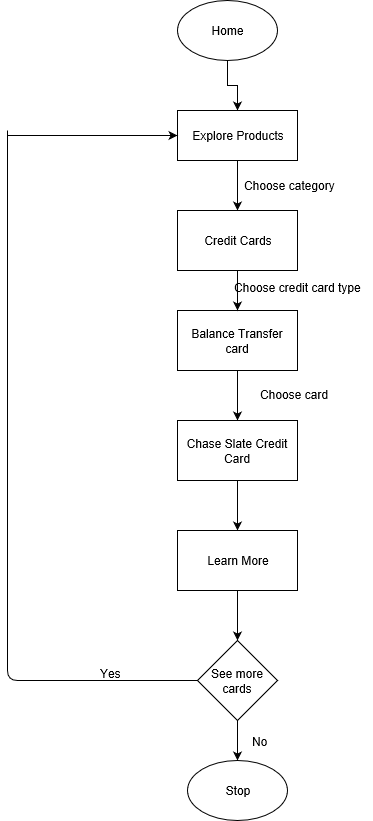 Home
Explore Products
Choose category
Credit Cards
Choose credit card type
Balance Transfer
card
Choose card
Chase Slate Credit
Card
Learn More
See more
cards
Yes
No
Stop